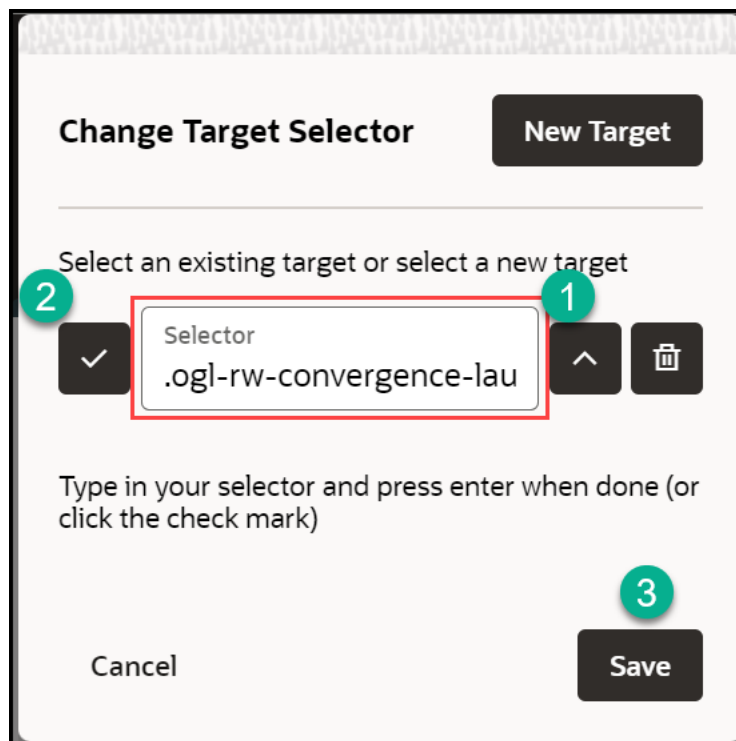 Change Target Selector
New Target
Select an existing target or select a new target
2
1
Selector
.ogl-rw-convergence-lau
Type in your selector and press enter when done (or
click the check mark)
3
Cancel
Save